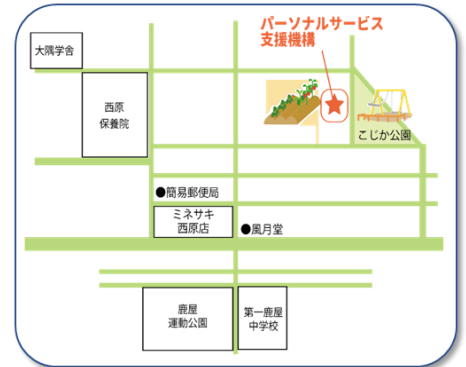 パーソナルサービス
支援機構
大隅学舎
西原
保養院
こじか公園
●簡易郵便局
ミネサキ
西原店
●風月堂
鹿屋
運動公園
第一鹿屋
中学校